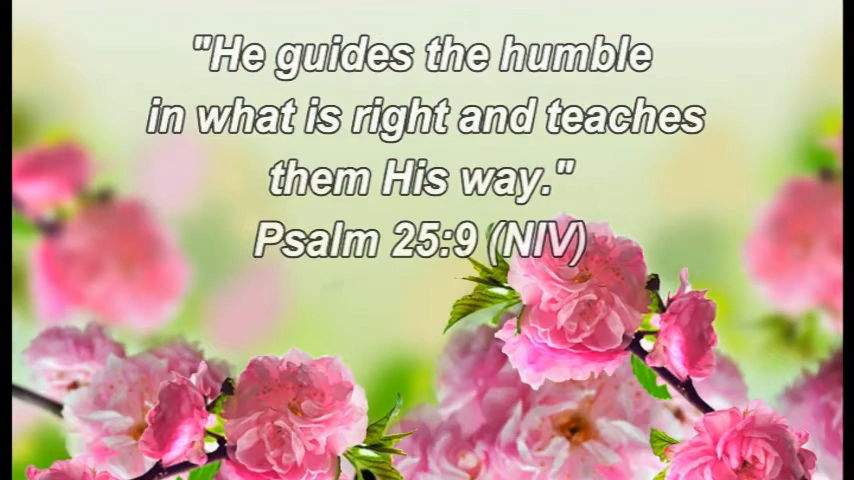 "He guides the humble
in what is right and teaches
them His way."
Psalm 25:9 (NIV)